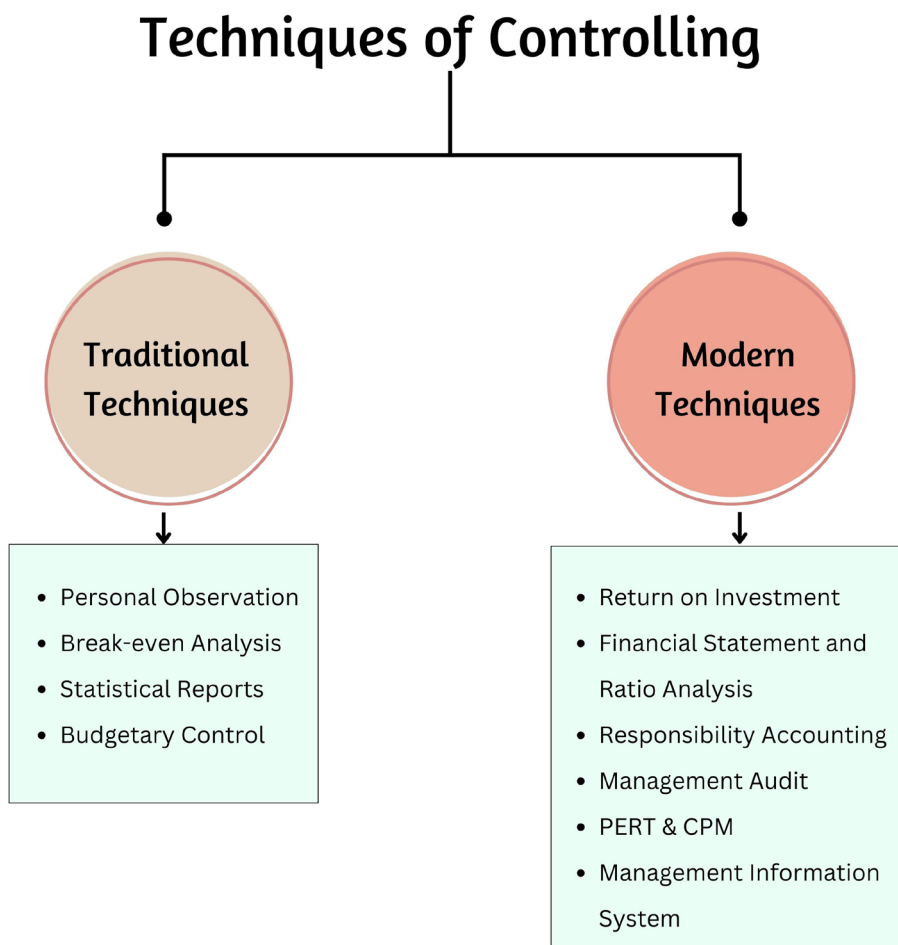 Techniques of Controlling
Traditional
Techniques
Modern
Techniques
• Personal Observation
• Break-even Analysis
• Statistical Reports
• Budgetary Control
• Return on Investment
• Financial Statement and
Ratio Analysis
• Responsibility Accounting
• Management Audit
• PERT & CPM
• Management Information
System